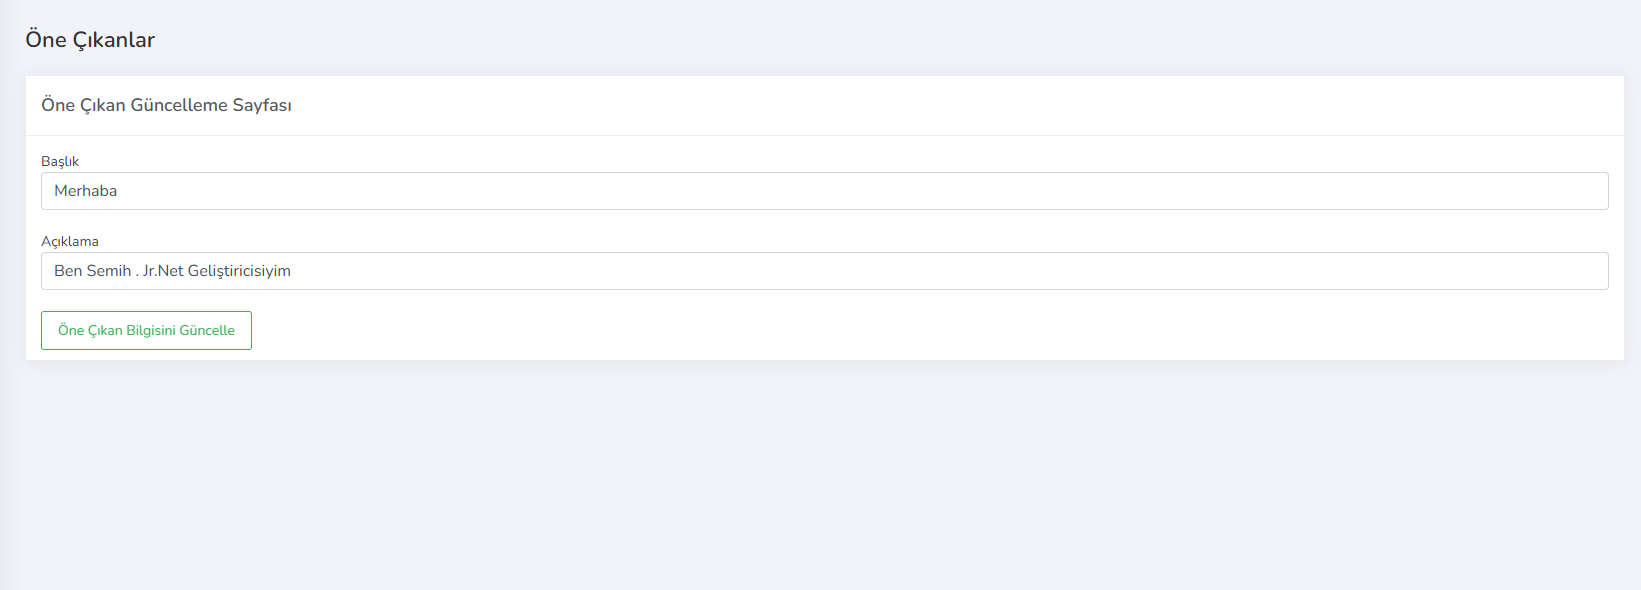 Öne Çıkanlar
Öne Çıkan Güncelleme Sayfası
Başlık
Merhaba
Açıklama
Ben Semih . Jr.Net Geliştiricisiyim
Öne Çıkan Bilgisini Güncelle